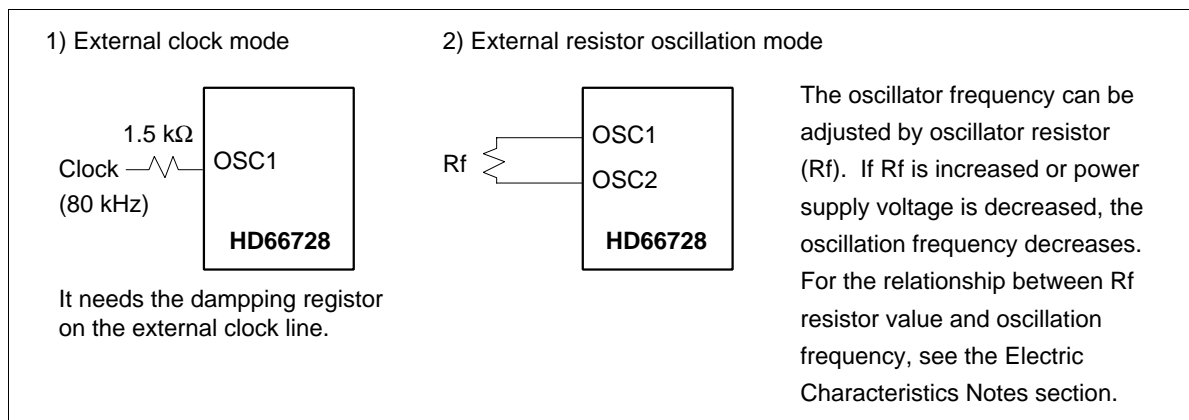 1) External clock mode
1.5 kΩ
Clock
(80 kHz)
OSC1
HD66728
It needs the dampping registor
on the external clock line.
2) External resistor oscillation mode
Rf
OSC1
OSC2
HD66728
The oscillator frequency can be
adjusted by oscillator resistor
(Rf).  If Rf is increased or power
supply voltage is decreased, the
oscillation frequency decreases.
For the relationship between Rf
resistor value and oscillation
frequency, see the Electric
Characteristics Notes section.